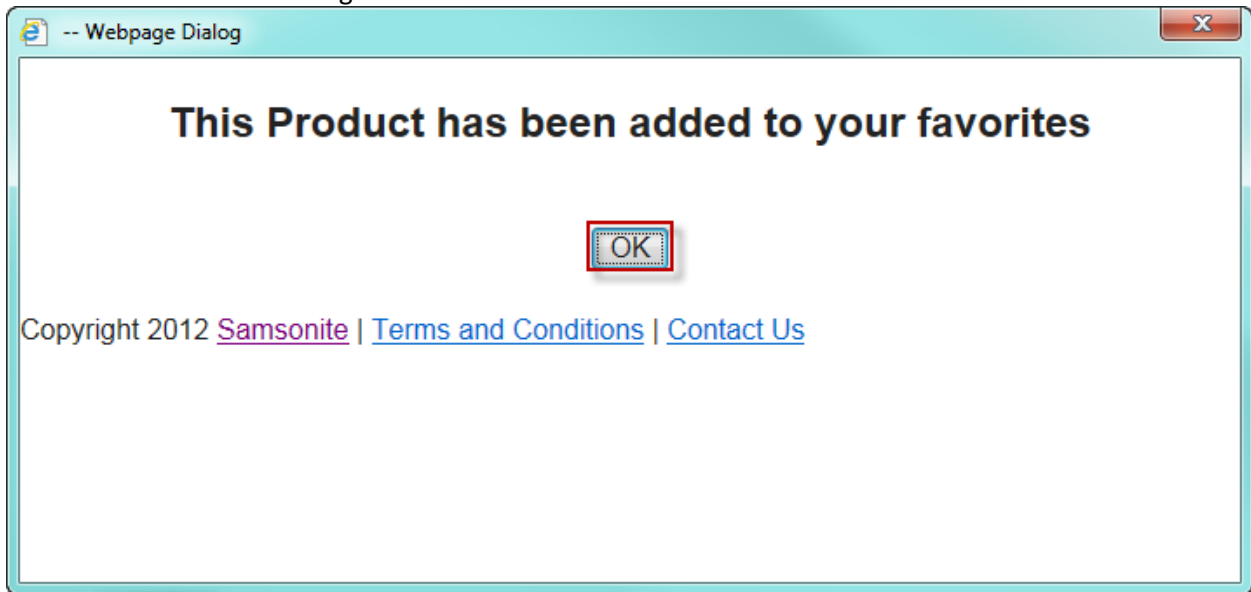 -- Webpage Dialog
X
This Product has been added to your favorites
OK
Copyright 2012 Samsonite | Terms and Conditions | Contact Us